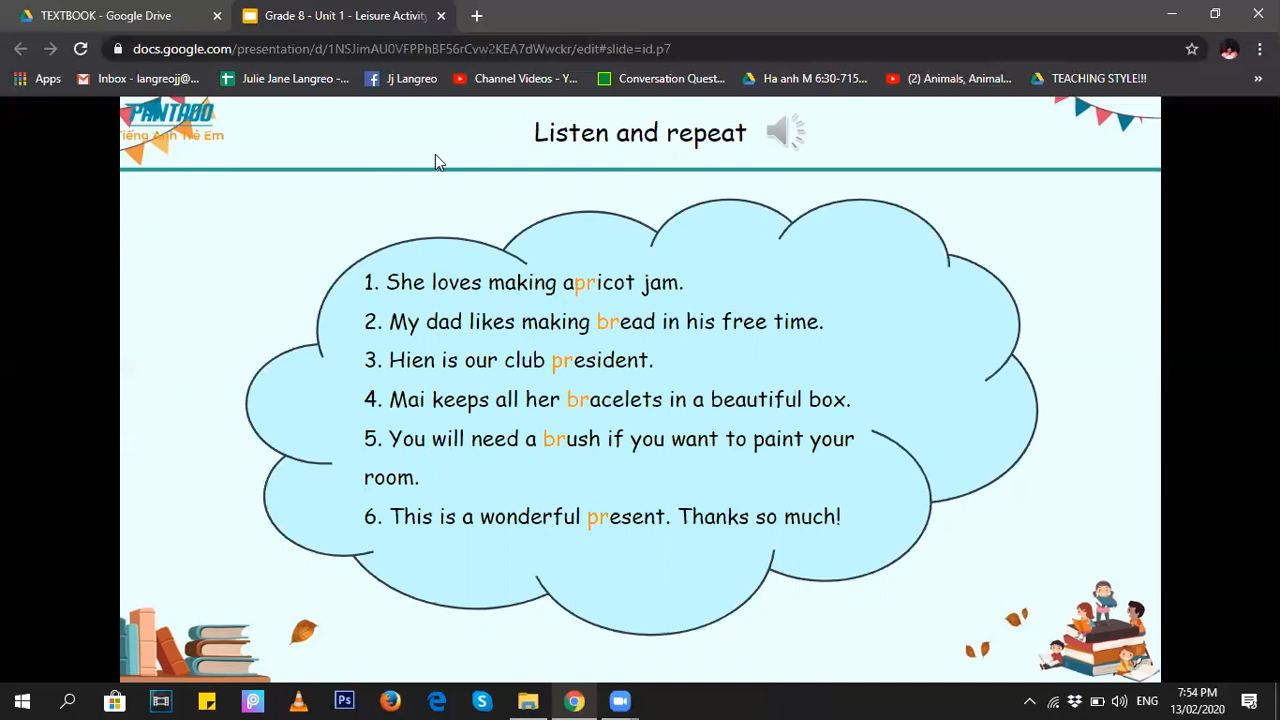 TEXTBOOK - Google Drive
Grade 8 - Unit 1 - Leisure Activity
docs.google.com/presentation/d/1NSJimAU0VFPPhBF56rCvw2KEA7dWwckr/edit#slide=id.p7
Apps
Inbox - langreojj@...
Julie Jane Langreo -...
Jj Langreo
Channel Videos - Y...
Conversation Quest...
Ha anh M 6:30-715...
(2) Animals, Animal...
TEACHING STYLE!!!
PANTADO
Tiếng Anh Trẻ Em
Listen and repeat
1. She loves making apricot jam.
2. My dad likes making bread in his free time.
3. Hien is our club president.
4. Mai keeps all her bracelets in a beautiful box.
5. You will need a brush if you want to paint your
room.
6. This is a wonderful present. Thanks so much!
ENG
7:54 PM
13/02/2020